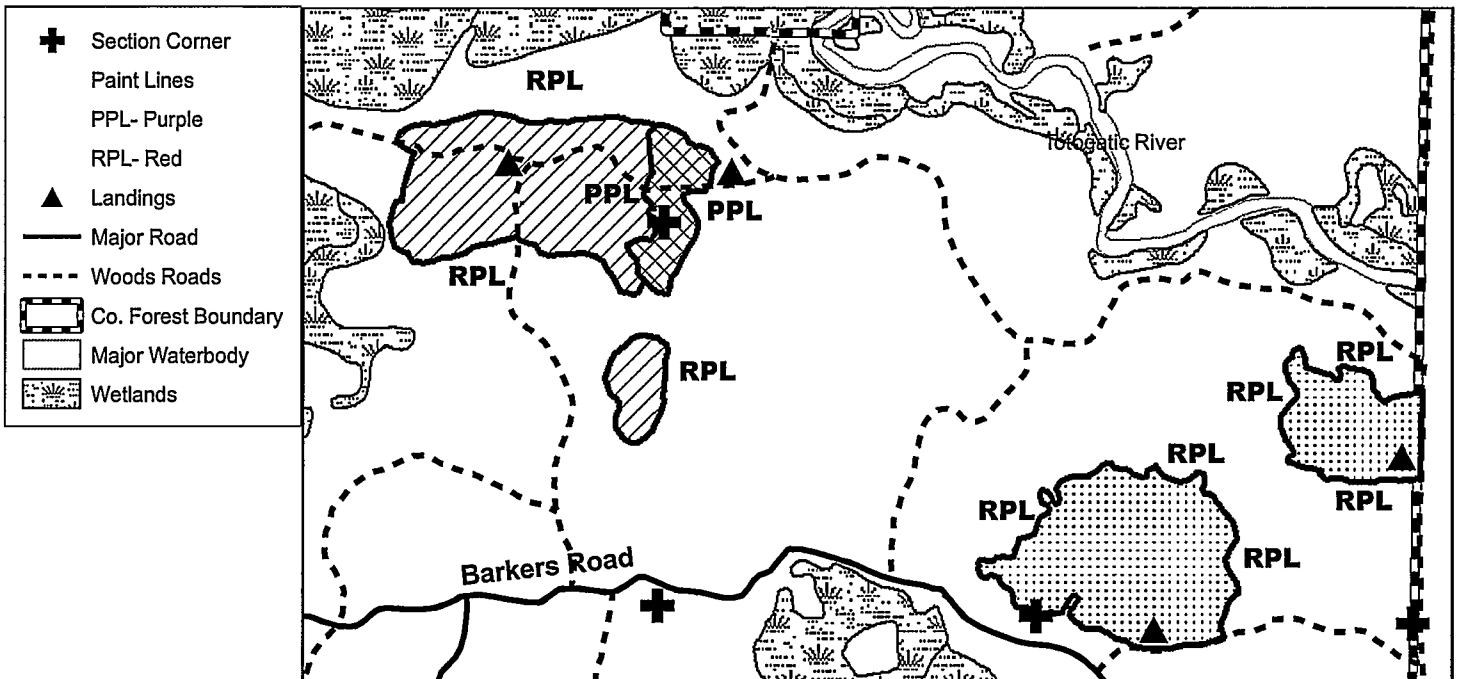 Section Corner
Paint Lines
PPL- Purple
RPL- Red
Landings
Major Road
Woods Roads
Co. Forest Boundary
Major Waterbody
Wetlands
RPL
Totogatic River
PPL
PPL
RPL
RPL
RPL
RPL
RPL
RPL
RPL
RPL
Barkers Road